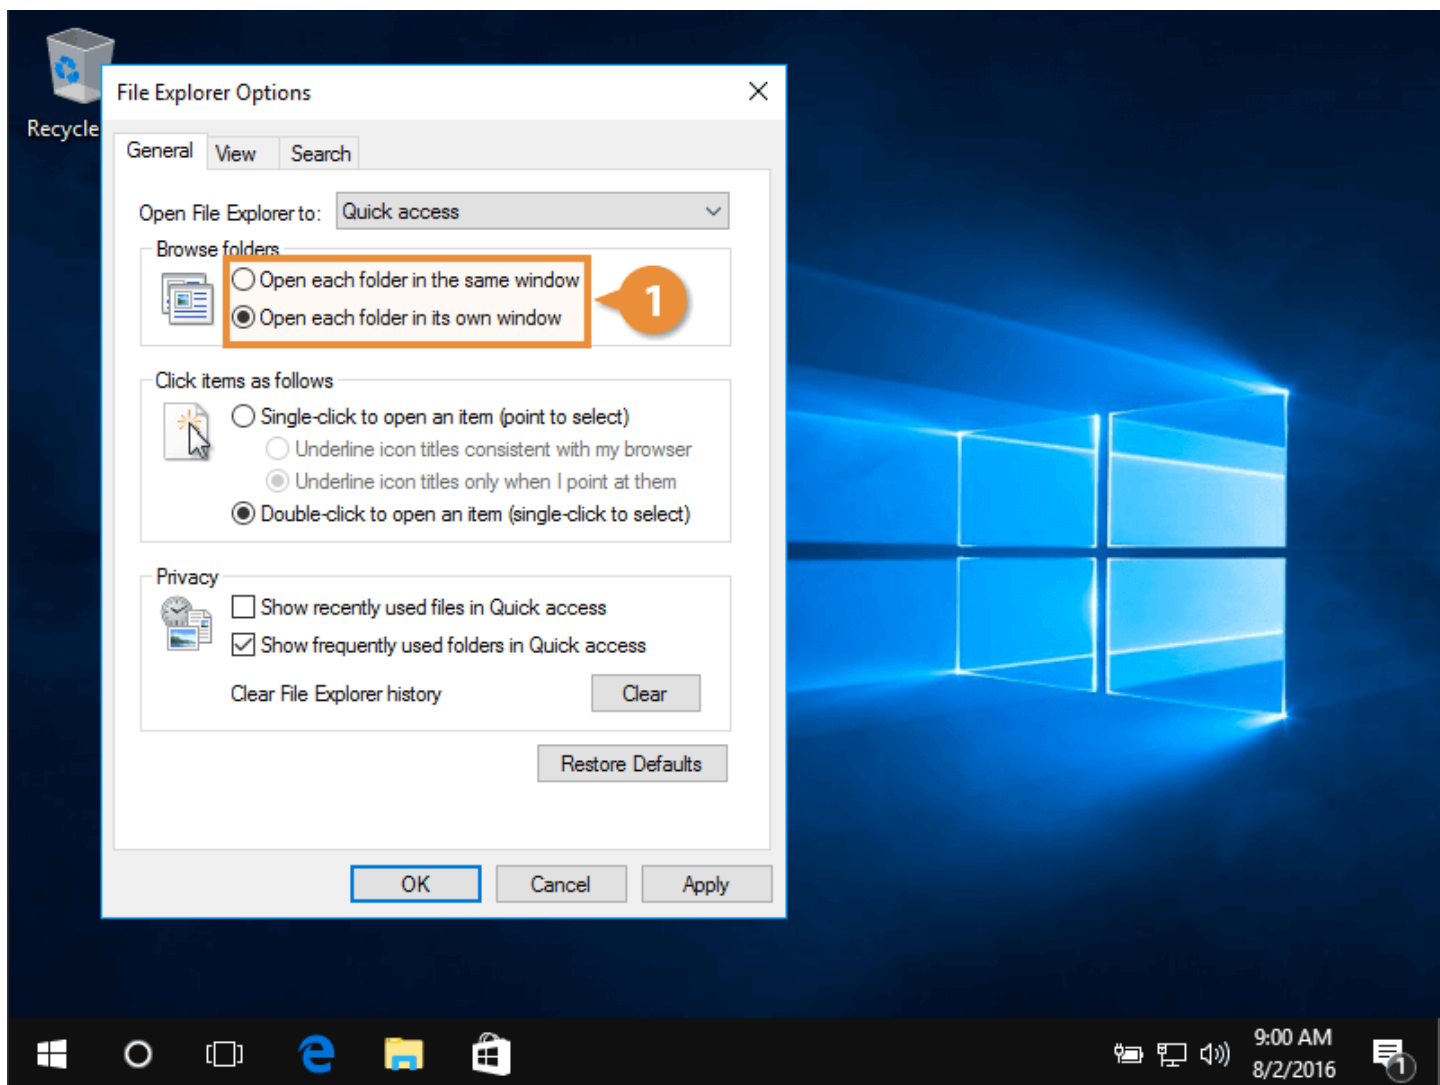 Recycle
File Explorer Options
General View Search
Open File Explorer to: Quick access
Browse folders
Open each folder in the same window
Open each folder in its own window
1
Click items as follows
Single-click to open an item (point to select)
Underline icon titles consistent with my browser
Underline icon titles only when I point at them
Double-click to open an item (single-click to select)
Privacy
Show recently used files in Quick access
Show frequently used folders in Quick access
Clear File Explorer history Clear
Restore Defaults
OK Cancel Apply
9:00 AM
8/2/2016
1